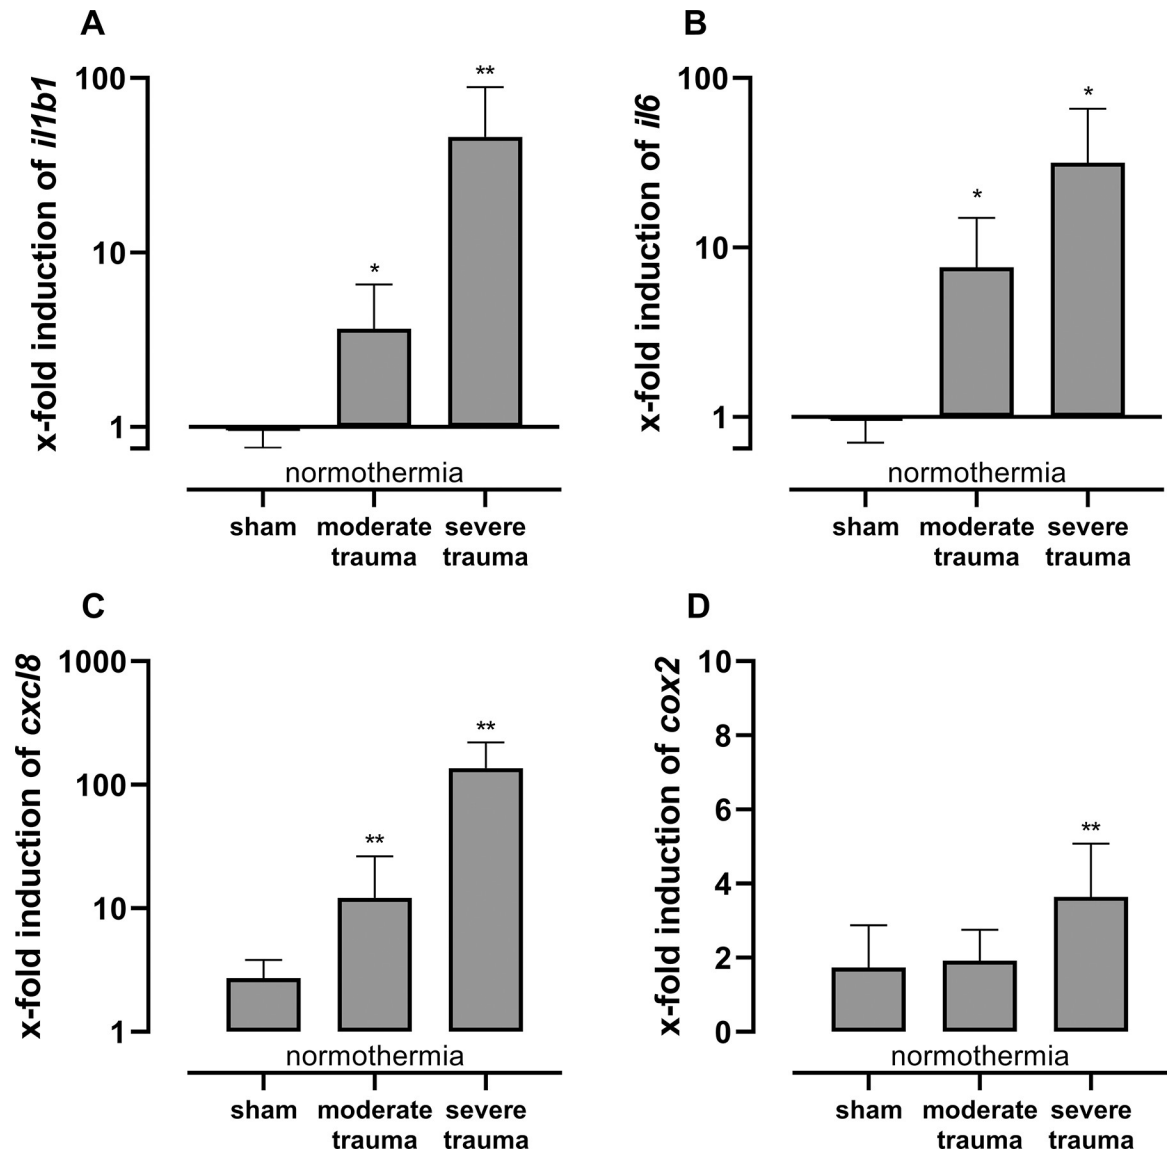 A
x-fold induction of il1b1
100
10
1
*
**
normothermia
sham
moderate
trauma
severe
trauma
B
x-fold induction of il6
100
10
1
*
*
normothermia
sham
moderate
trauma
severe
trauma
C
x-fold induction of cxcl8
1000
100
10
1
**
**
normothermia
sham
moderate
trauma
severe
trauma
D
x-fold induction of cox2
10
8
6
4
2
0
**
normothermia
sham
moderate
trauma
severe
trauma